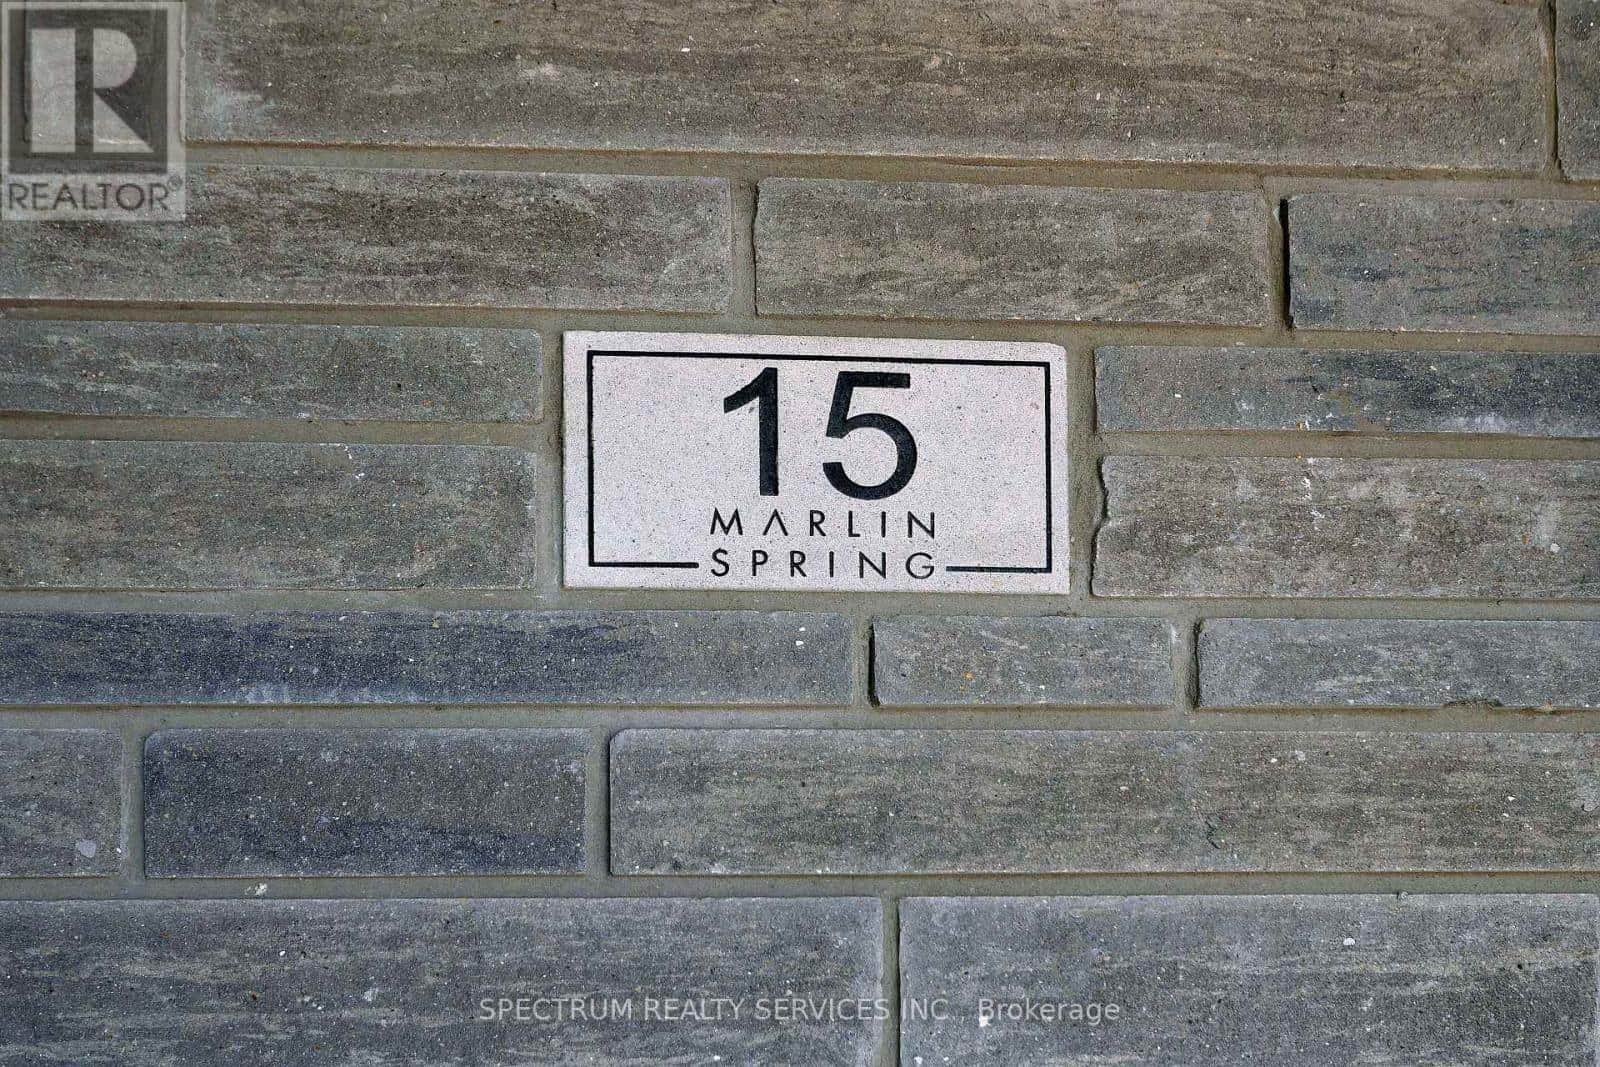 REALTOR®
15
MARLIN
SPRING
SPECTRUM REALTY SERVICES INC., Brokerage